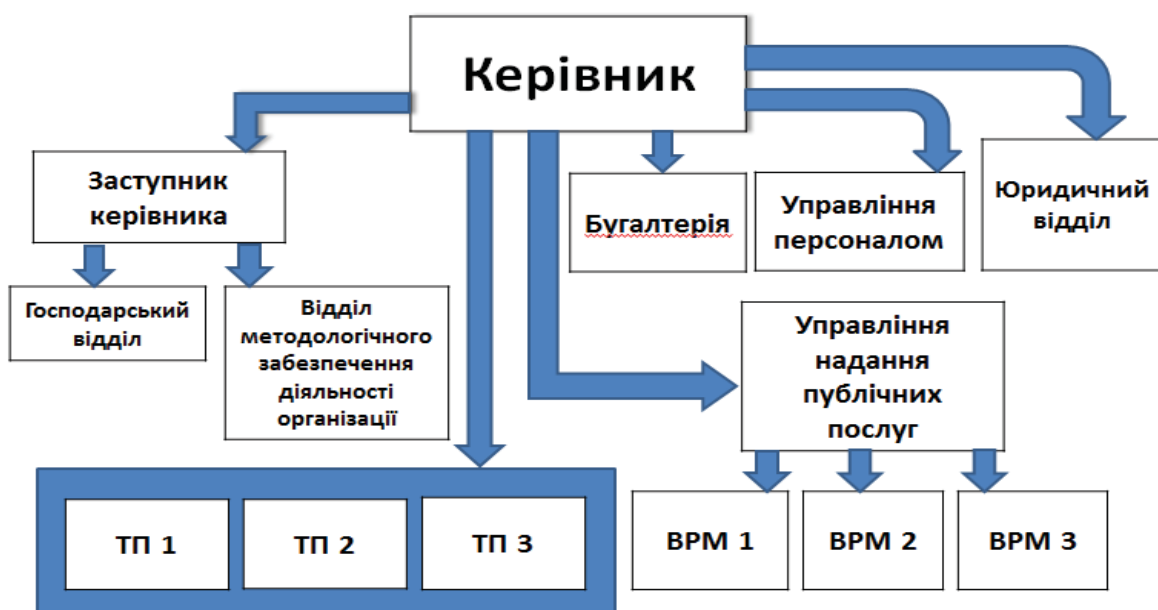 Керівник
Заступник
керівника
Бугалтерія
Управління
персоналом
Юридичний
відділ
Господарський
відділ
Відділ
методологічного
забезпечення
діяльності
організації
Управління
надання
публічних
послуг
ТП 1
ТП 2
ТП 3
ВРМ 1
ВРМ 2
ВРМ 3